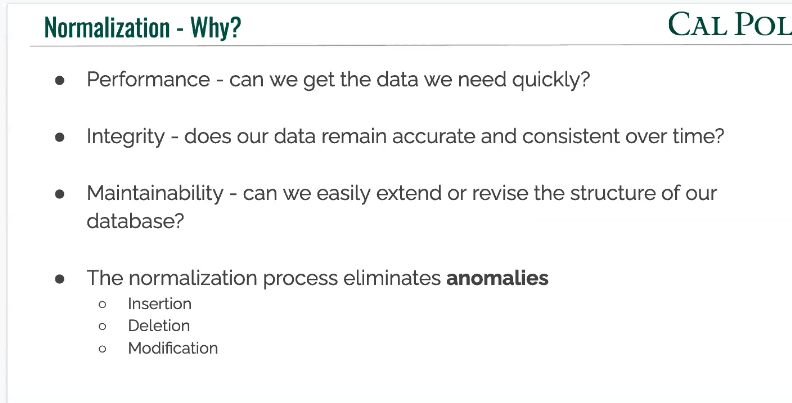 Normalization - Why?
CAL POL
● Performance - can we get the data we need quickly?
● Integrity - does our data remain accurate and consistent over time?
● Maintainability - can we easily extend or revise the structure of our
database?
● The normalization process eliminates anomalies
○ Insertion
○ Deletion
○ Modification